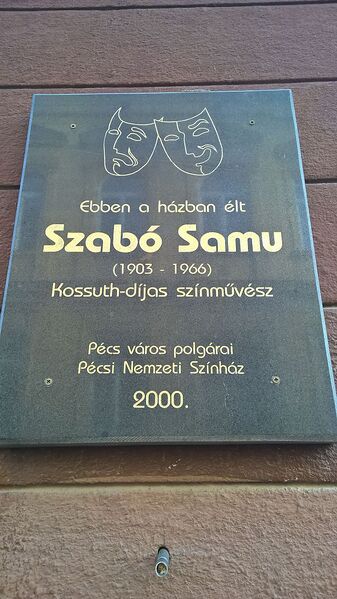 Ebben a házban élt
Szabó Samu
(1903 - 1966)
Kossuth-díjas színművész
Pécs város polgárai
Pécsi Nemzeti Színház
2000.